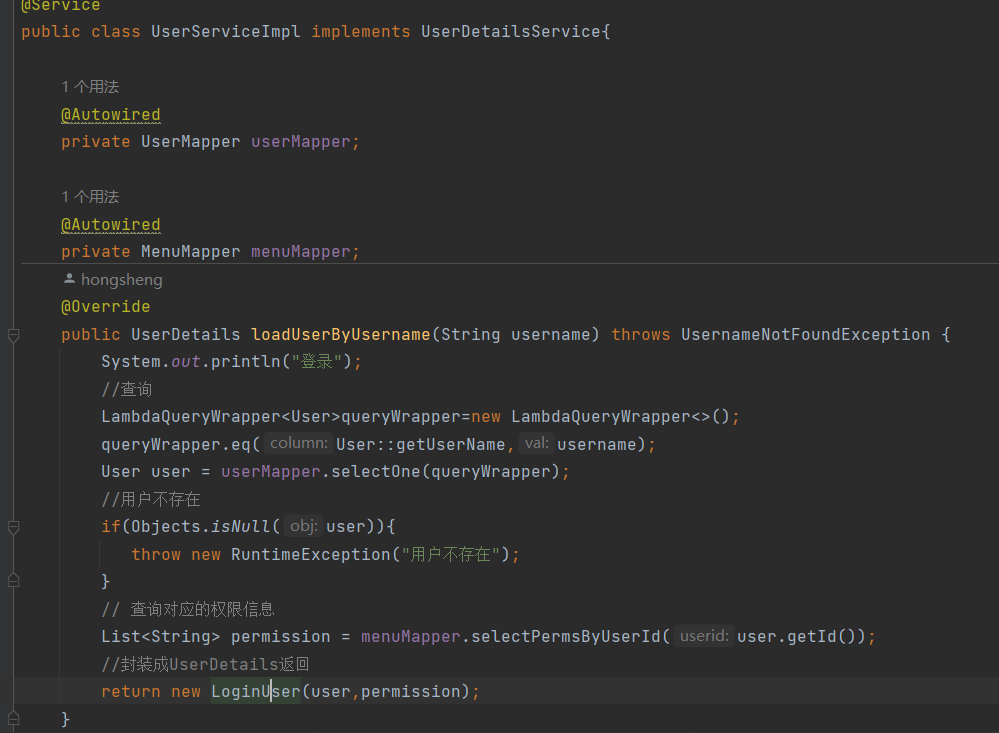 @Service
public class UserServiceImpl implements UserDetailsService{
1 个用法
@Autowired
private UserMapper userMapper;
1 个用法
@Autowired
private MenuMapper menuMapper;
hongsheng
@Override
public UserDetails loadUserByUsername(String username) throws UsernameNotFoundException {
System.out.println("登录");
//查询
LambdaQueryWrapper<User>queryWrapper=new LambdaQueryWrapper<>();
queryWrapper.eq( column: User::getUserName, val: username);
User user = userMapper.selectOne(queryWrapper);
//用户不存在
if(Objects.isNull( obj: user)){
throw new RuntimeException("用户不存在");
}
// 查询对应的权限信息
List<String> permission = menuMapper.selectPermsByUserId( userid: user.getId());
//封装成UserDetails返回
return new LoginUser(user,permission);
}